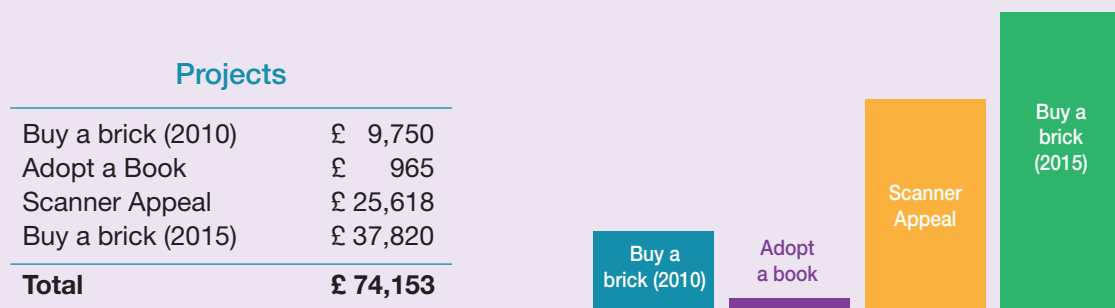 Projects
Buy a brick (2010) £ 9,750
Adopt a Book £ 965
Scanner Appeal £ 25,618
Buy a brick (2015) £ 37,820
Total £ 74,153
Buy a
brick (2010)
Adopt
a book
Scanner
Appeal
Buy a
brick
(2015)